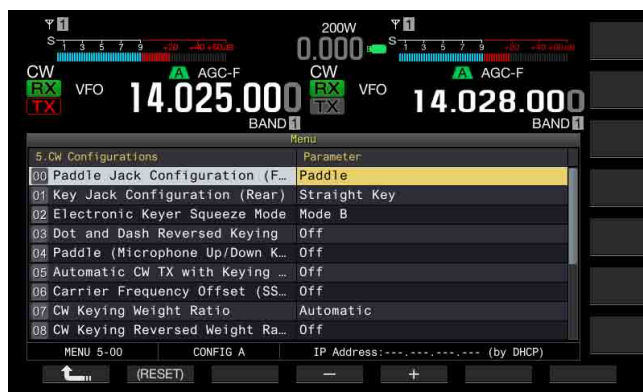 1 200W 1
S 1 3 5 7 9 +20 +40 +60dB 0.000 S 1 3 5 7 9 +20 +40 +60dB
CW A AGC-F CW A AGC-F
RX VFO 14.025.000 RX VFO 14.028.000
TX TX
BAND 1 BAND 1
Menu
5.CW Configurations Parameter
00 Paddle Jack Configuration (F… Paddle
01 Key Jack Configuration (Rear) Straight Key
02 Electronic Keyer Squeeze Mode Mode B
03 Dot and Dash Reversed Keying Off
04 Paddle (Microphone Up/Down K… Off
05 Automatic CW TX with Keying … Off
06 Carrier Frequency Offset (SS… Off
07 CW Keying Weight Ratio Automatic
08 CW Keying Reversed Weight Ra… Off
MENU 5-00 CONFIG A IP Address:---.---.---.--- (by DHCP)
(RESET) − +